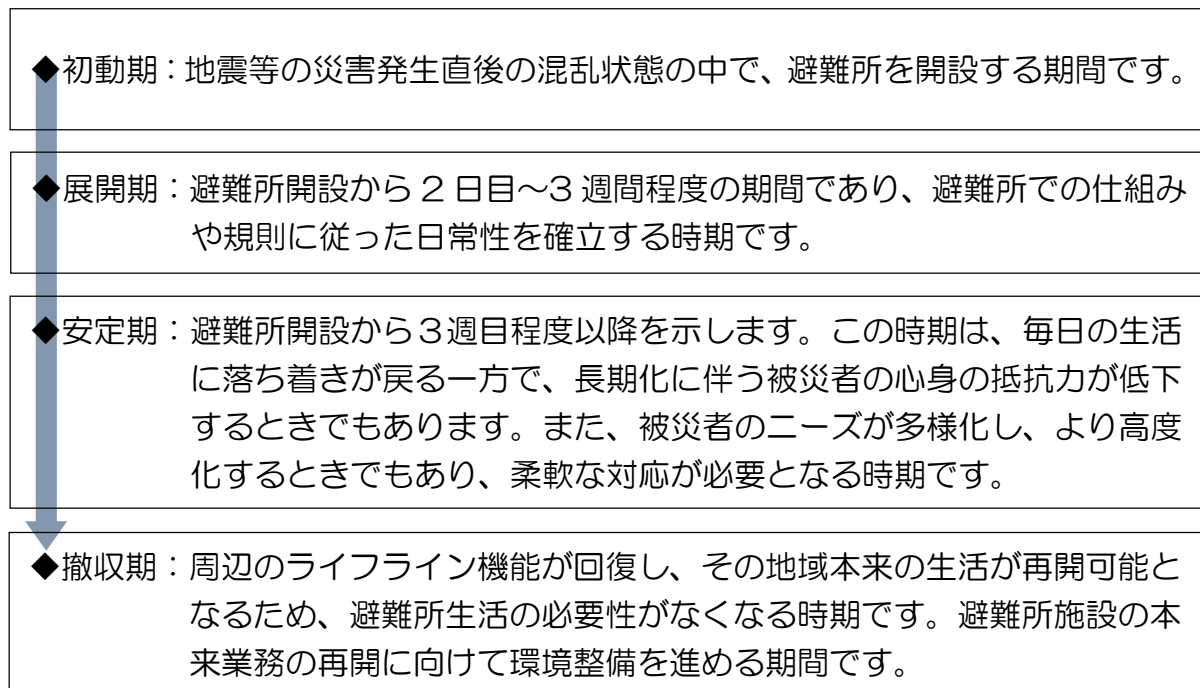 ◆初動期：地震等の災害発生直後の混乱状態の中で、避難所を開設する期間です。
◆展開期：避難所開設から２日目～３週間程度の期間であり、避難所での仕組み
や規則に従った日常性を確立する時期です。
◆安定期：避難所開設から３週目程度以降を示します。この時期は、毎日の生活
に落ち着きが戻る一方で、長期化に伴う被災者の心身の抵抗力が低下
するときでもあります。また、被災者のニーズが多様化し、より高度
化するときでもあり、柔軟な対応が必要となる時期です。
◆撤収期：周辺のライフライン機能が回復し、その地域本来の生活が再開可能と
なるため、避難所生活の必要性がなくなる時期です。避難所施設の本
来業務の再開に向けて環境整備を進める期間です。